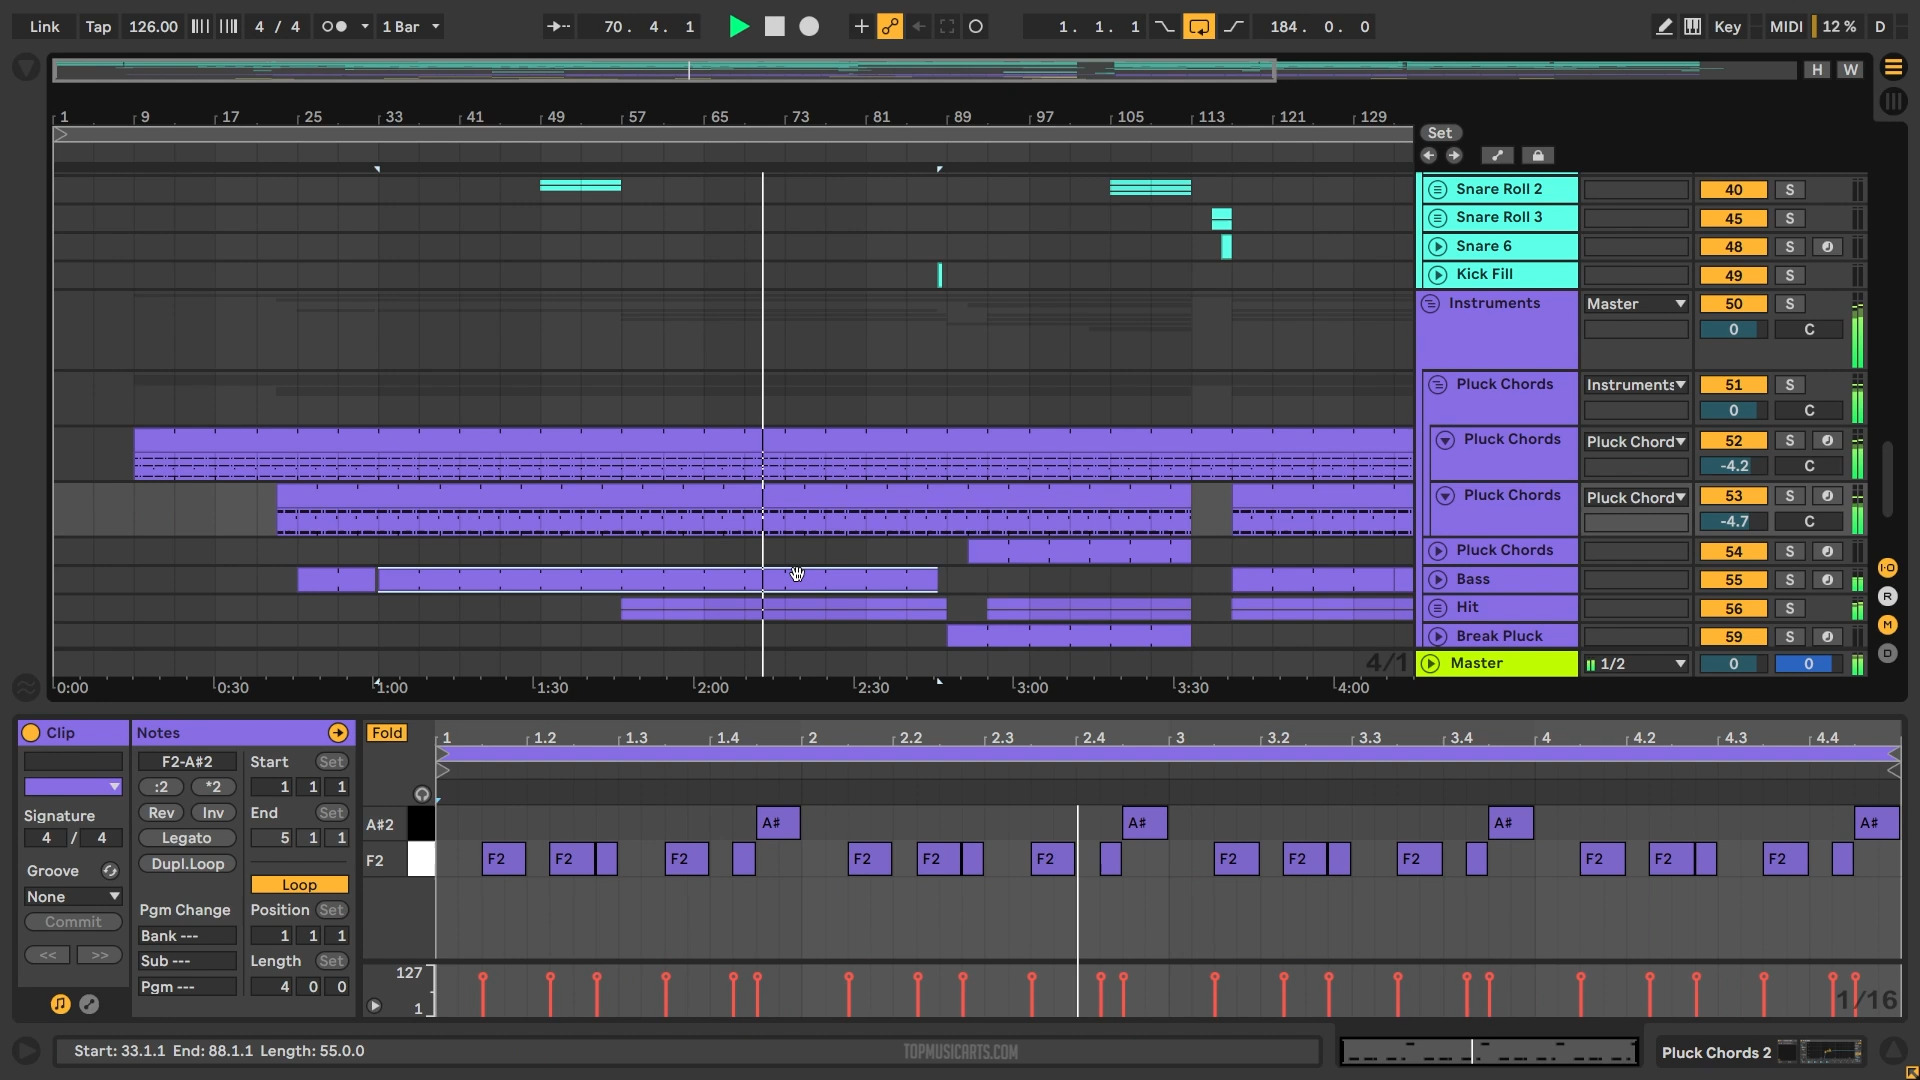 Link Tap 126.00 4 / 4 1 Bar 70. 4. 1 1. 1. 1 184. 0. 0 Key MIDI 12 % D
H W
1 9 17 25 33 41 49 57 65 73 81 89 97 105 113 121 129
Set
Snare Roll 2 40 S
Snare Roll 3 45 S
Snare 6 48 S
Kick Fill 49 S
Instruments Master 50 S
0 C
Pluck Chords Instruments 51 S
0 C
Pluck Chords Pluck Chord 52 S
-4.2 C
Pluck Chords Pluck Chord 53 S
-4.7 C
Pluck Chords 54 S
Bass 55 S
I·O
Hit 56 S
R
M
Break Pluck 59 S
D
4/1
Master 1/2 0 0
0:00 0:30 1:00 1:30 2:00 2:30 3:00 3:30 4:00
Clip Notes Fold 1 1.2 1.3 1.4 2 2.2 2.3 2.4 3 3.2 3.3 3.4 4 4.2 4.3 4.4
F2-A#2 Start Set
:2 *2 1 1 1
Signature Rev Inv End Set
4 / 4 Legato 5 1 1
A#2 A# A# A# A#
F2 F2 F2 F2 F2 F2 F2 F2 F2 F2 F2 F2 F2
Dupl.Loop
Groove
None Loop
Commit Pgm Change Position Set
Bank --- 1 1 1
<< >> Sub --- Length Set
Pgm --- 4 0 0
127
1
1/16
Start: 33.1.1 End: 88.1.1 Length: 55.0.0
TOPMUSICARTS.COM
Pluck Chords 2